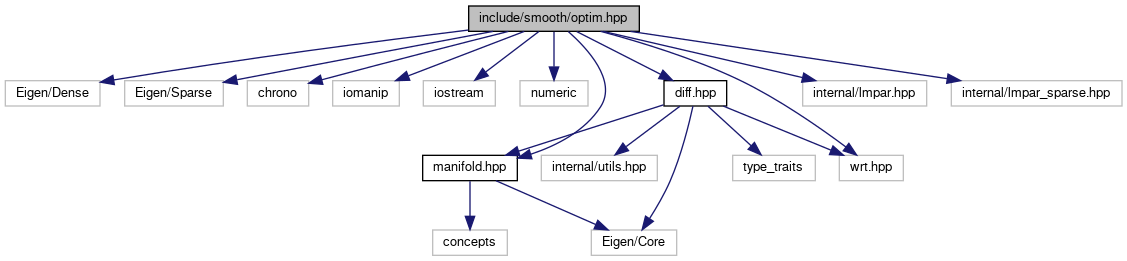 include/smooth/optim.hpp
Eigen/Dense
Eigen/Sparse
chrono
iomanip
iostream
numeric
diff.hpp
internal/lmpar.hpp
internal/lmpar_sparse.hpp
manifold.hpp
internal/utils.hpp
type_traits
wrt.hpp
concepts
Eigen/Core